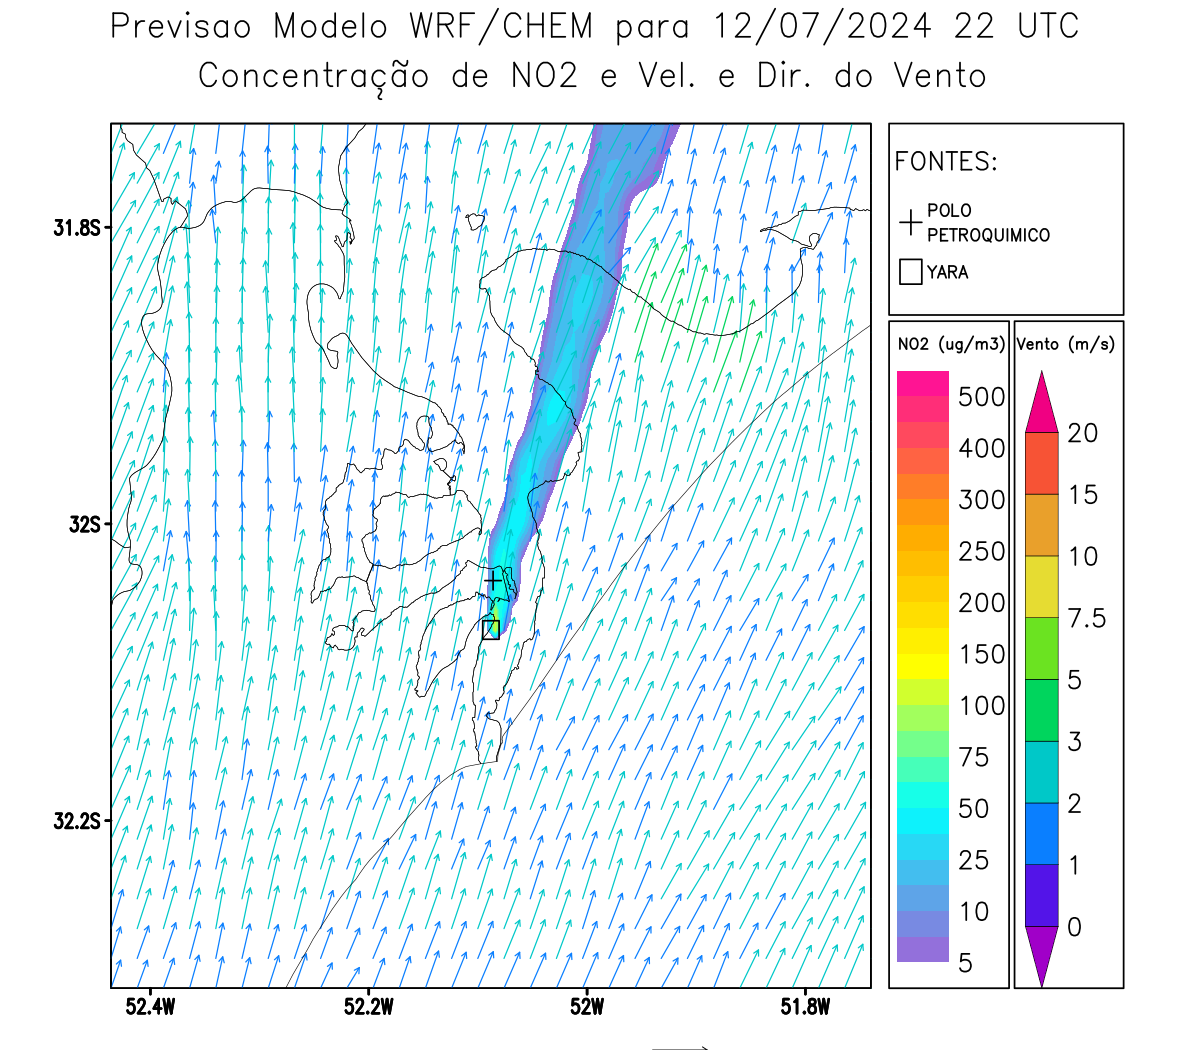 Previsao Modelo WRF/CHEM para 12/07/2024 22 UTC
Concentração de NO2 e Vel. e Dir. do Vento
FONTES:
POLO
PETROQUIMICO
YARA
31.8S
32S
32.2S
52.4W
52.2W
52W
51.8W
NO2 (ug/m3)
500
400
300
250
200
150
100
75
50
25
10
5
Vento (m/s)
20
15
10
7.5
5
3
2
1
0